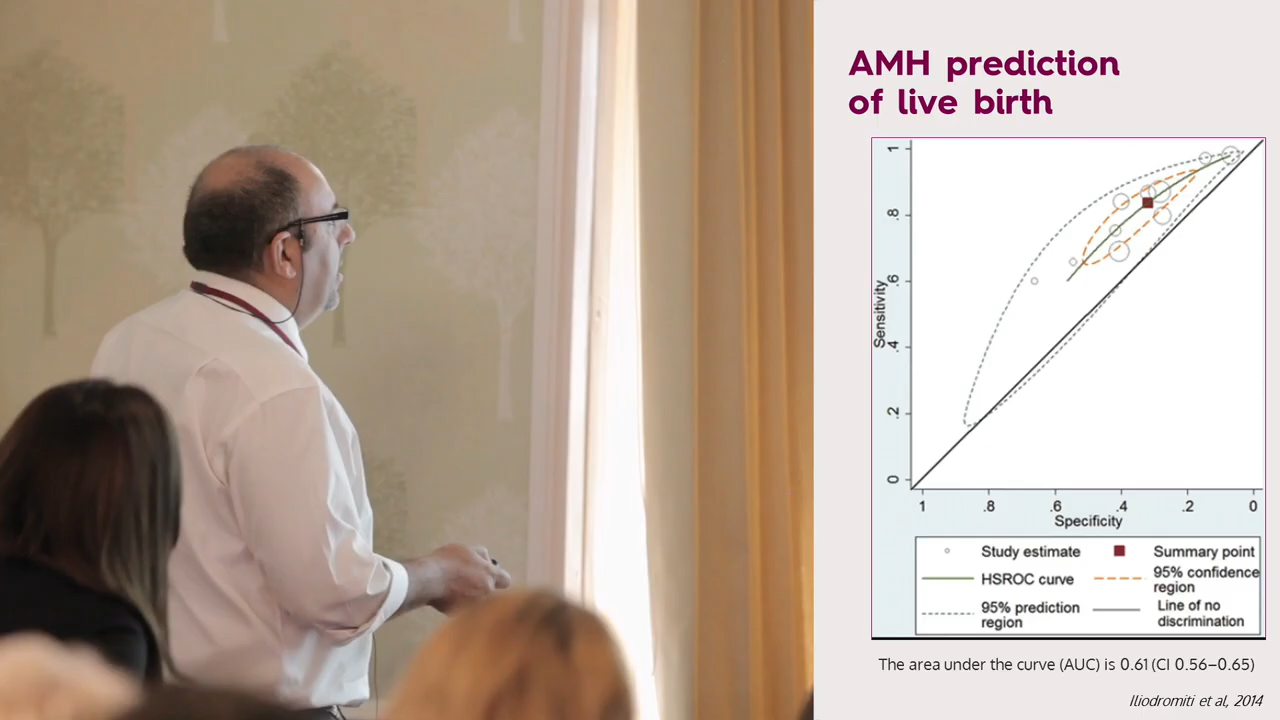 AMH prediction
of live birth
1
.8
.6
.4
.2
0
Sensitivity
1 .8 .6 .4 .2 0
Specificity
Study estimate Summary point
HSROC curve 95% confidence
region
95% prediction Line of no
region discrimination
The area under the curve (AUC) is 0.61 (CI 0.56–0.65)
Iliodromiti et al, 2014